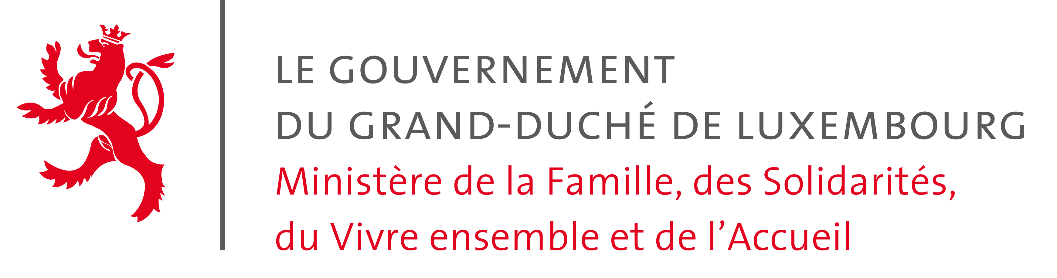 LE GOUVERNEMENT
DU GRAND-DUCHÉ DE LUXEMBOURG
Ministère de la Famille, des Solidarités,
du Vivre ensemble et de l’Accueil